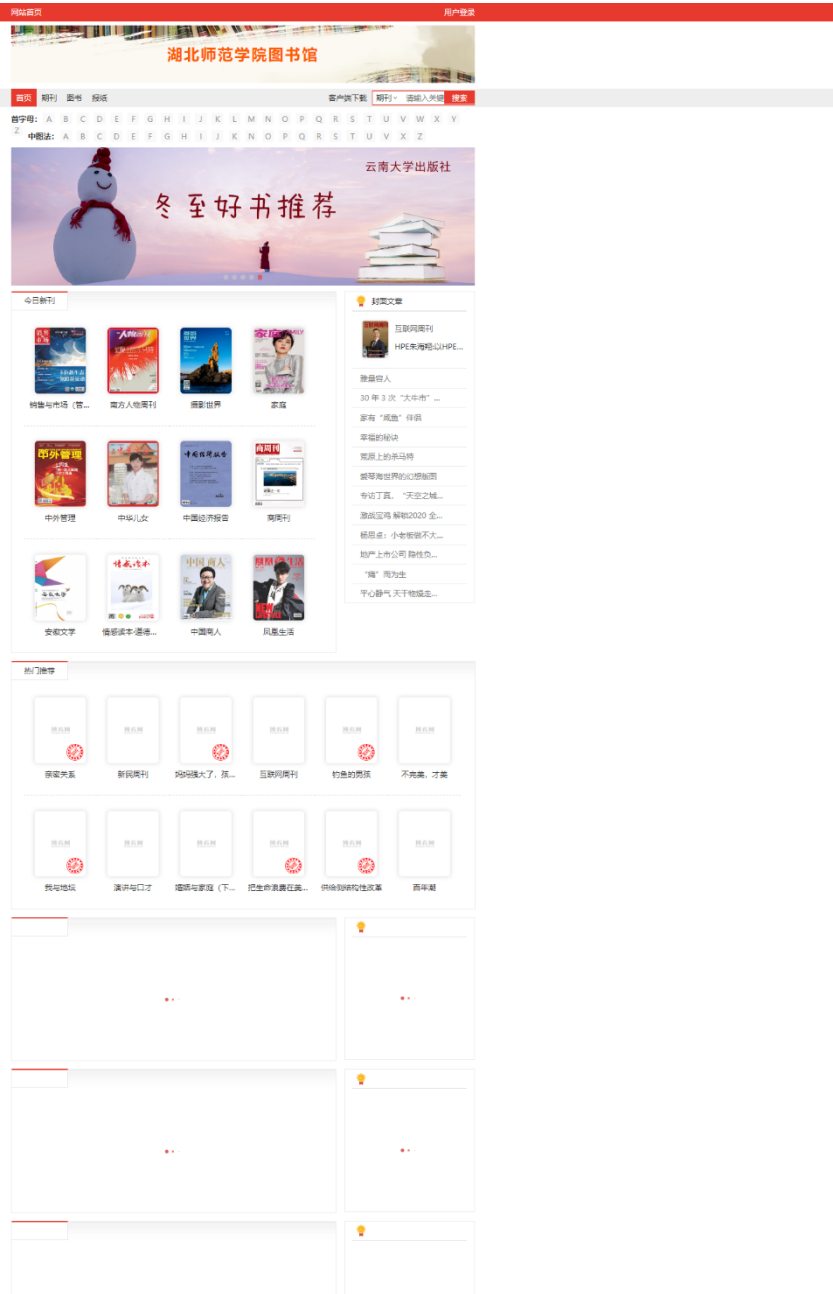 网站首页 用户登录
湖北师范学院图书馆
首页 期刊 图书 报纸 客户端下载 期刊 请输入关键 搜索
首字母: A B C D E F G H I J K L M N O P Q R S T U V W X Y
Z 中图法: A B C D E F G H I J K N O P Q R S T U V X Z
云南大学出版社
冬至好书推荐
今日新刊
销售与市场（管... 南方人物周刊 摄影世界 家庭
中外管理 中华儿女 中国经济报告 商周刊
安徽文学 情感读本·道德... 中国商人 凤凰生活
封面文章
互联网周刊
HPE朱海翔:以HPE...
雅量容人
30 年 3 次“大牛市” ...
家有“咸鱼”伴侣
幸福的秘诀
荒原上的杀马特
爱琴海世界的幻想版图
专访丁真，“天空之城...
激战宝鸡 解锁2020 全...
杨思卓：小老板做不大...
地产上市公司 隐性负...
“痛”而为生
平心静气 天干物燥走...
热门推荐
亲密关系 新民周刊 妈妈强大了，孩... 互联网周刊 钓鱼的男孩 不完美，才美
我与地坛 演讲与口才 婚姻与家庭（下... 把生命浪费在美... 供给侧结构性改革 百年潮